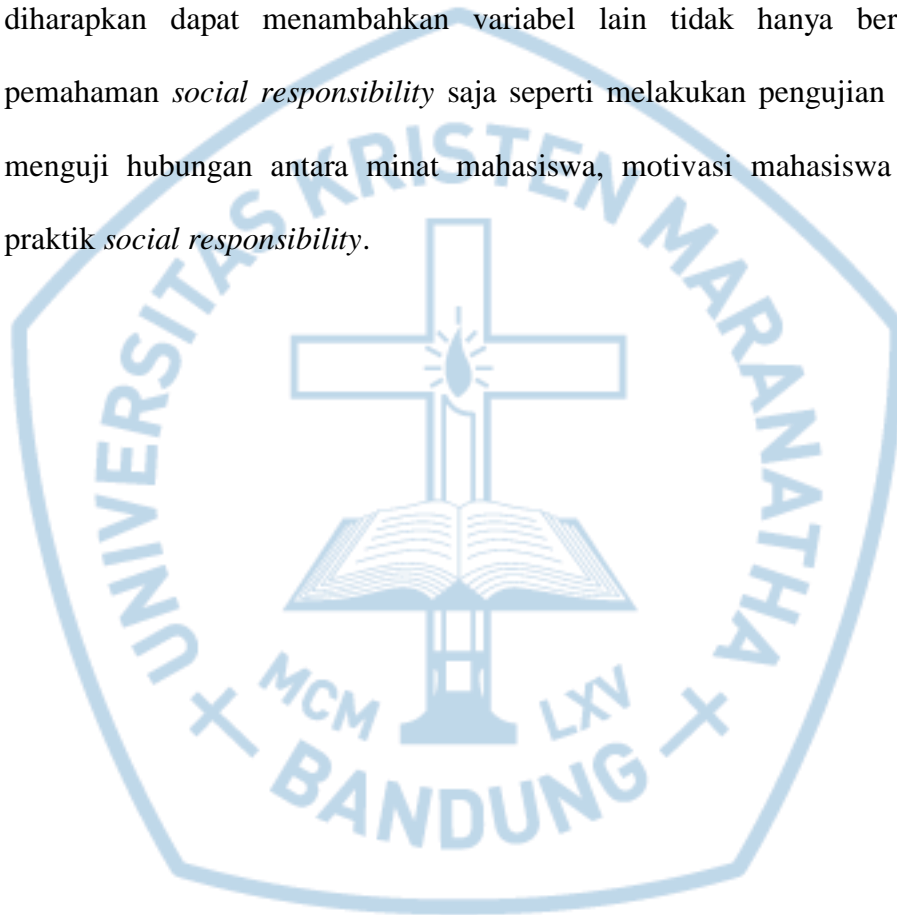 diharapkan dapat menambahkan variabel lain tidak hanya ber
pemahaman social responsibility saja seperti melakukan pengujian
menguji hubungan antara minat mahasiswa, motivasi mahasiswa
praktik social responsibility.
UNIVERSITAS KRISTEN MARANATHA
MCM LXV
BANDUNG